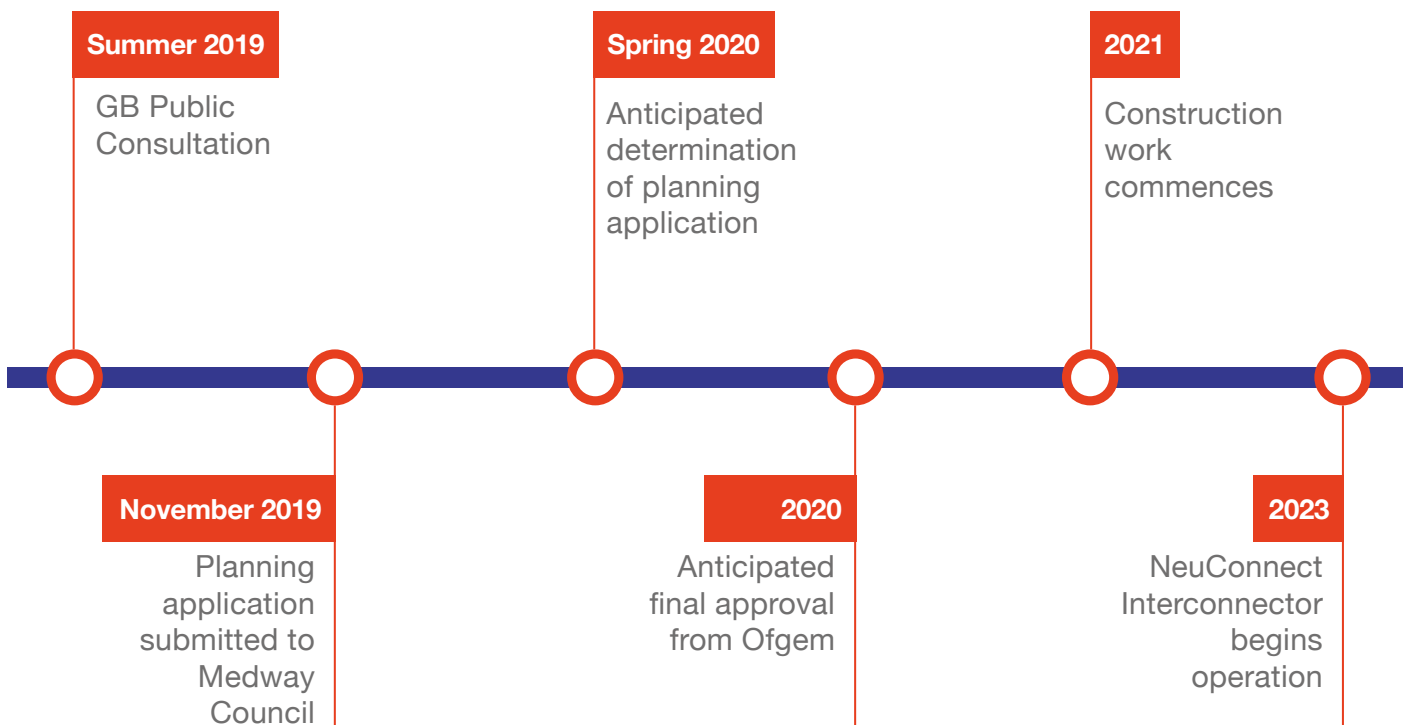 Summer 2019
GB Public
Consultation
November 2019
Planning
application
submitted to
Medway
Council
Spring 2020
Anticipated
determination
of planning
application
2020
Anticipated
final approval
from Ofgem
2021
Construction
work
commences
2023
NeuConnect
Interconnector
begins
operation